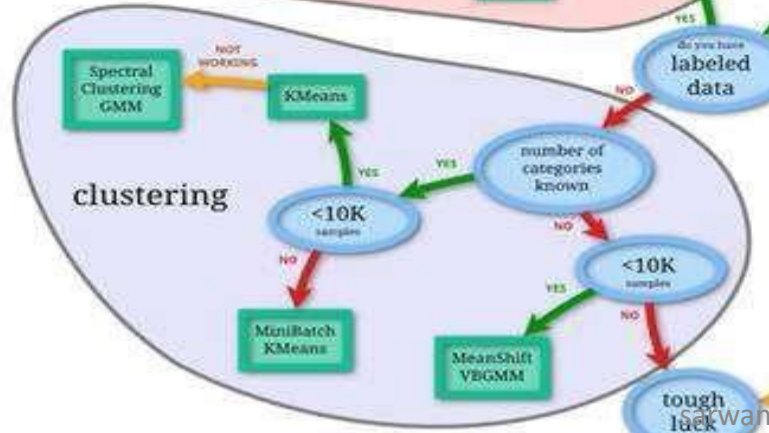 YES
do you have
labeled
data
NOT
WORKING
Spectral
Clustering
GMM
KMeans
NO
number of
categories
known
YES
YES
clustering
<10K
samples
NO
NO
<10K
samples
YES
NO
MiniBatch
KMeans
MeanShift
VBGMM
tough
luck
sarwan